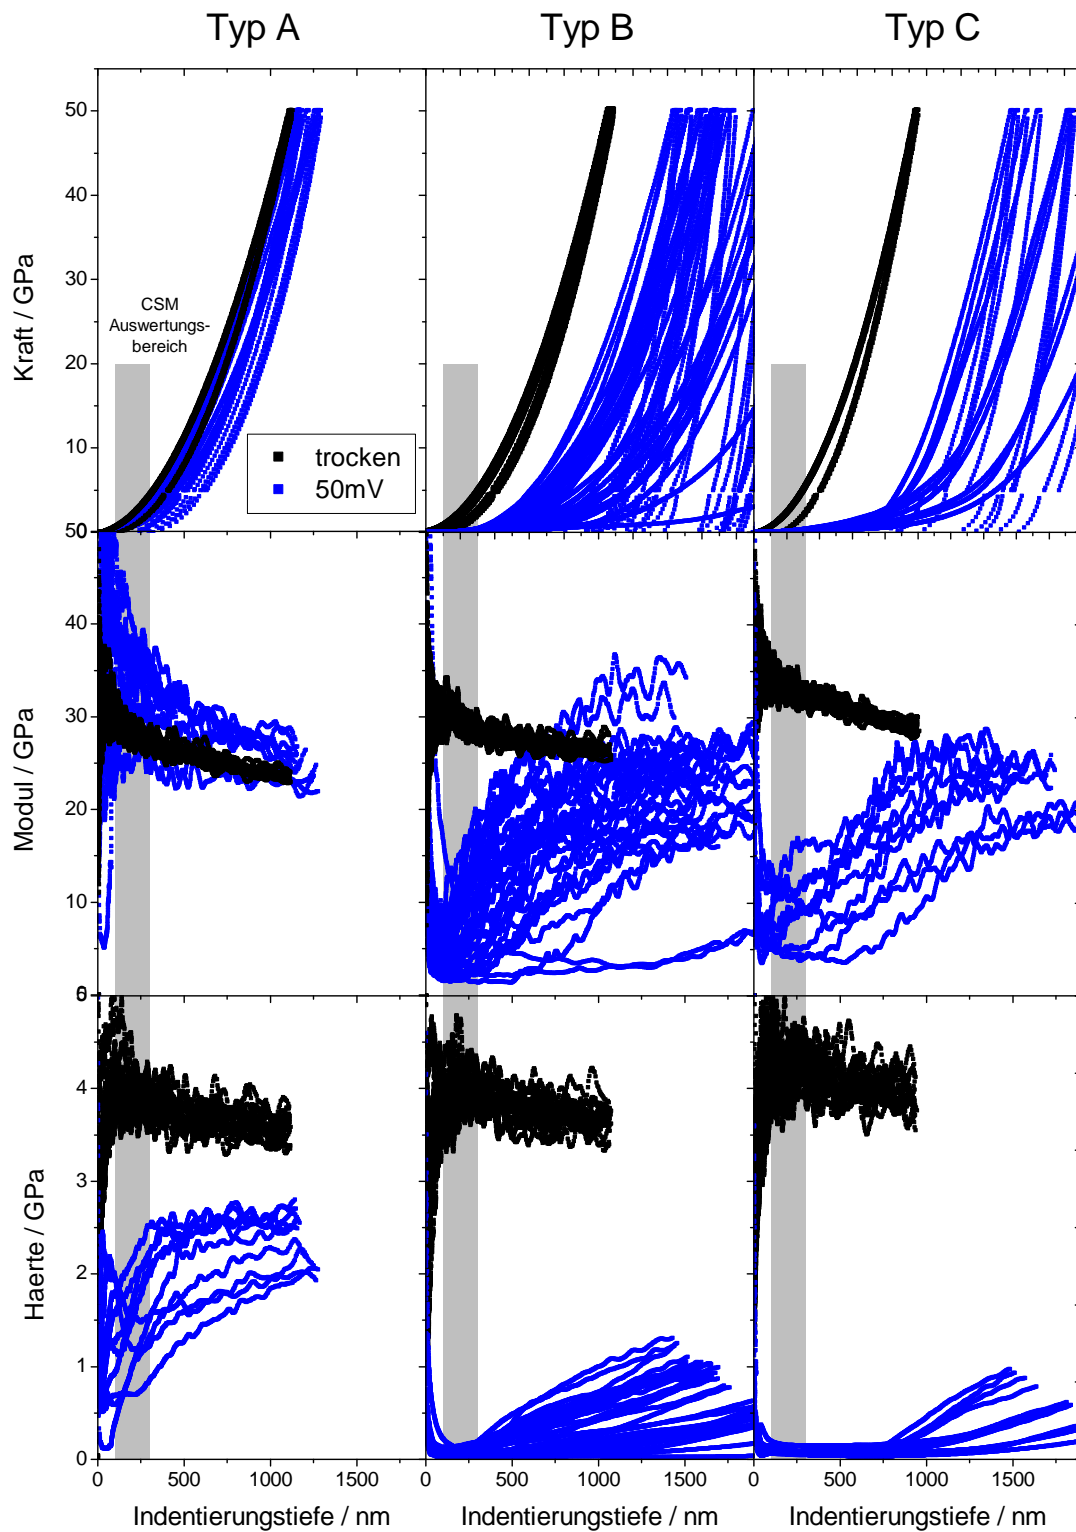 Typ A Typ B Typ C
50
40
30
20
10
50
Kraft / GPa
CSM
Auswertungs-
bereich
trocken
50mV
40
30
20
10
6
Modul / GPa
4
3
2
1
0
Haerte / GPa
0 500 1000 1500 0 500 1000 1500 0 500 1000 1500
Indentierungstiefe / nm Indentierungstiefe / nm Indentierungstiefe / nm